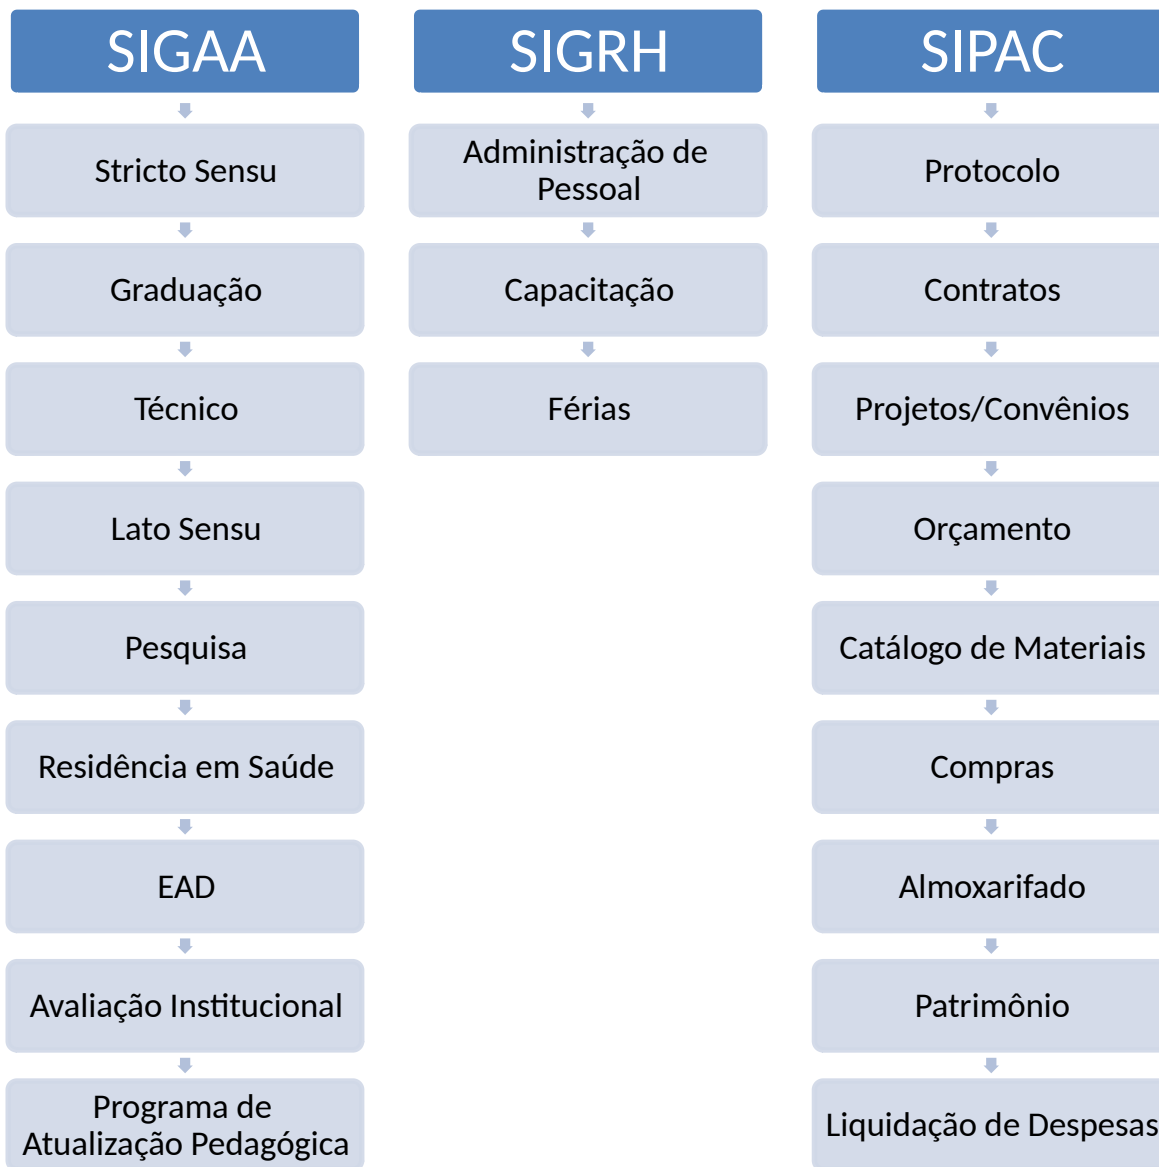 SIGAA
Stricto Sensu
Graduação
Técnico
Lato Sensu
Pesquisa
Residência em Saúde
EAD
Avaliação Institucional
Programa de
Atualização Pedagógica
SIGRH
Administração de
Pessoal
Capacitação
Férias
SIPAC
Protocolo
Contratos
Projetos/Convênios
Orçamento
Catálogo de Materiais
Compras
Almoxarifado
Patrimônio
Liquidação de Despesas